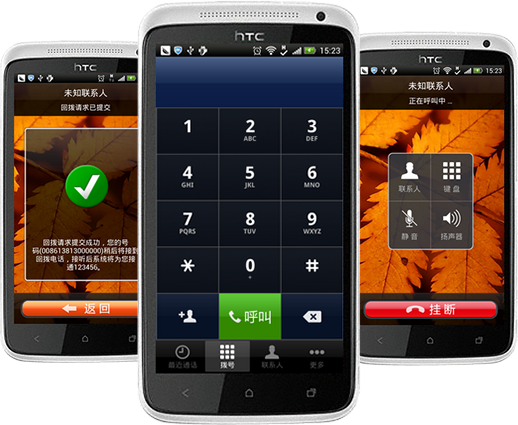 hTC
未知联系人
回拨请求已提交
回拨请求提交成功，您的号
码(008613813000000)稍后将接到
回拨电话，接听后系统将为您接
通123456。
返回
hTC
15:23
1
2
ABC
3
DEF
4
GHI
5
JKL
6
MNO
7
PQRS
8
TUV
9
WXYZ
*
0
+
#
呼叫
最近通话
拨号
联系人
更多
hTC
15:23
未知联系人
正在呼叫中 ...
联系人
键盘
静音
扬声器
挂断